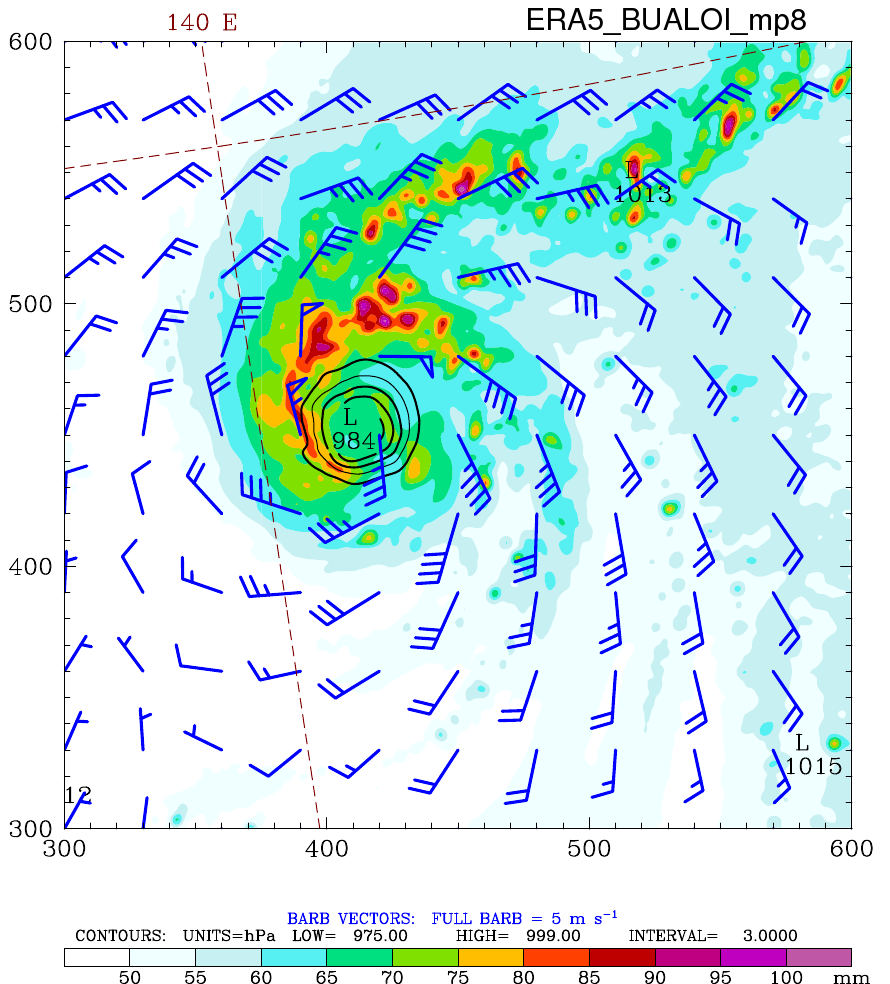 ERA5_BUALOI_mp8
140 E
600
500
400
300
L
1013
L
984
L
1015
12
300 400 500 600
BARB VECTORS: FULL BARB = 5 m s⁻¹
CONTOURS: UNITS=hPa LOW= 975.00 HIGH= 999.00 INTERVAL= 3.0000
50 55 60 65 70 75 80 85 90 95 100 mm